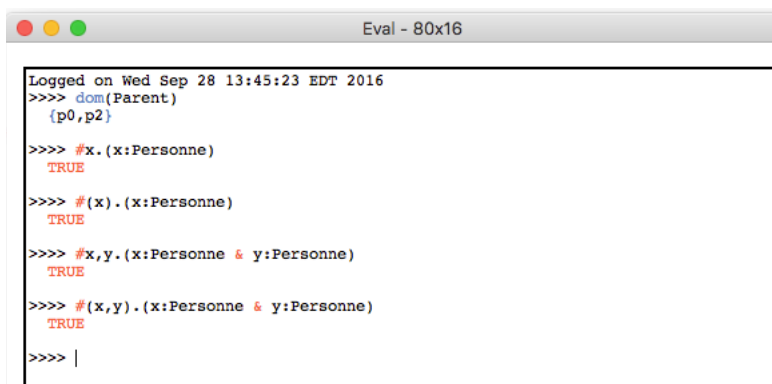 Eval - 80x16
Logged on Wed Sep 28 13:45:23 EDT 2016
>>>> dom(Parent)
{p0,p2}
>>>> #x.(x:Personne)
TRUE
>>>> #(x).(x:Personne)
TRUE
>>>> #x,y.(x:Personne & y:Personne)
TRUE
>>>> #(x,y).(x:Personne & y:Personne)
TRUE
>>>>